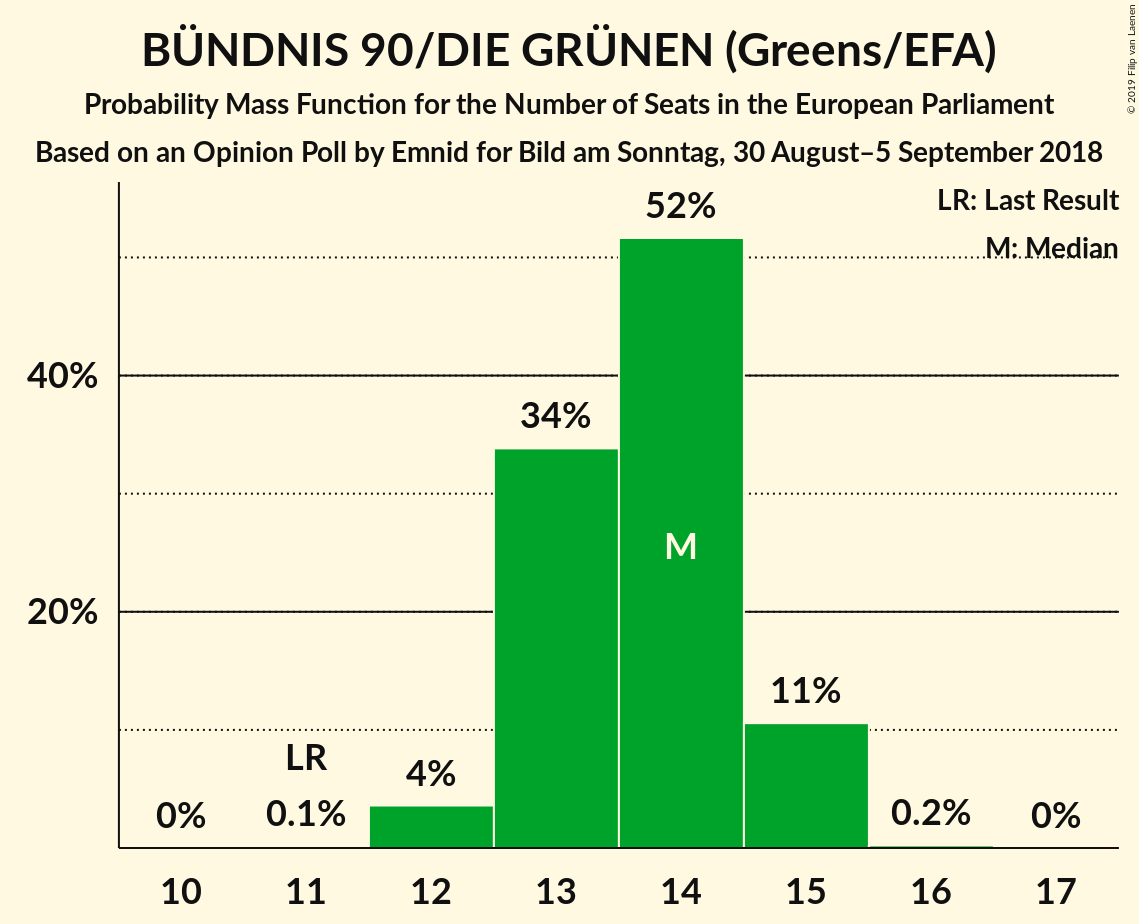 BÜNDNIS 90/DIE GRÜNEN (Greens/EFA)
Probability Mass Function for the Number of Seats in the European Parliament
Based on an Opinion Poll by Emnid for Bild am Sonntag, 30 August–5 September 2018
© 2019 Filip van Laenen
LR: Last Result
M: Median
52%
40%
34%
M
20%
11%
LR
4%
0%
0.1%
0.2%
0%
10 11 12 13 14 15 16 17